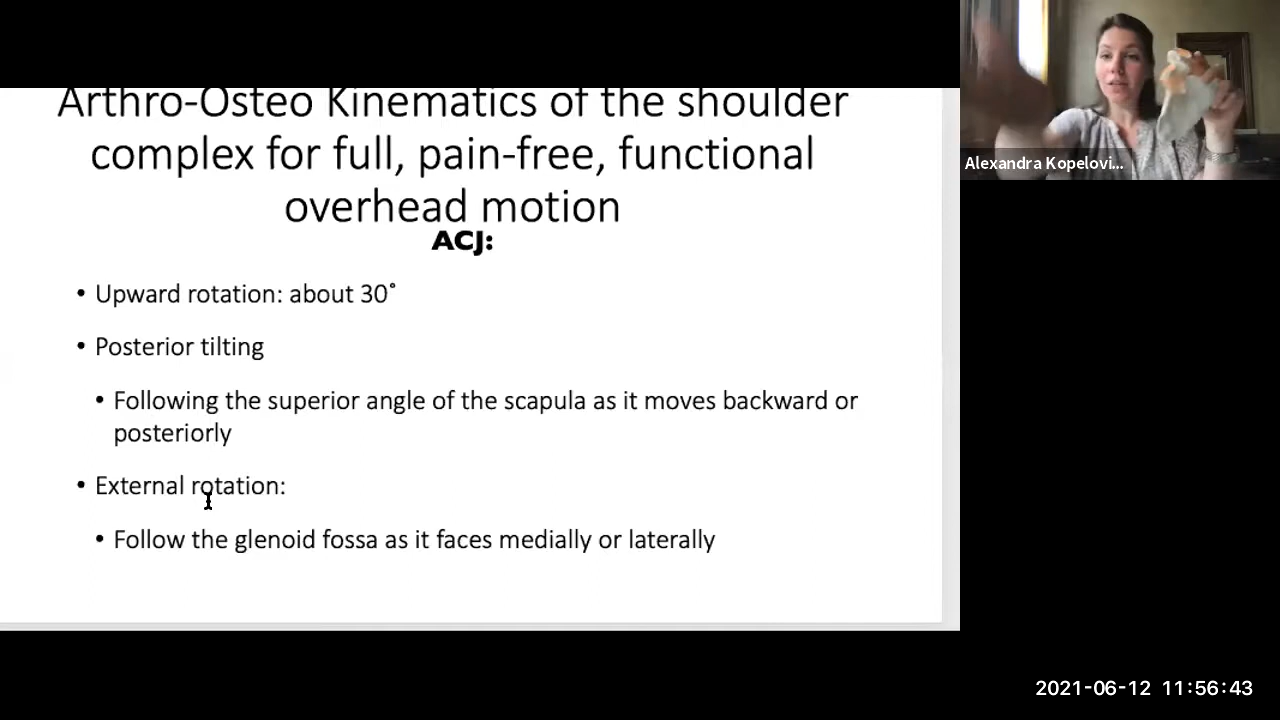 Arthro-Osteo Kinematics of the shoulder
complex for full, pain-free, functional
overhead motion
ACJ:
• Upward rotation: about 30˚
• Posterior tilting
• Following the superior angle of the scapula as it moves backward or
posteriorly
• External rotation:
• Follow the glenoid fossa as it faces medially or laterally
Alexandra Kopelovi...
2021-06-12 11:56:43